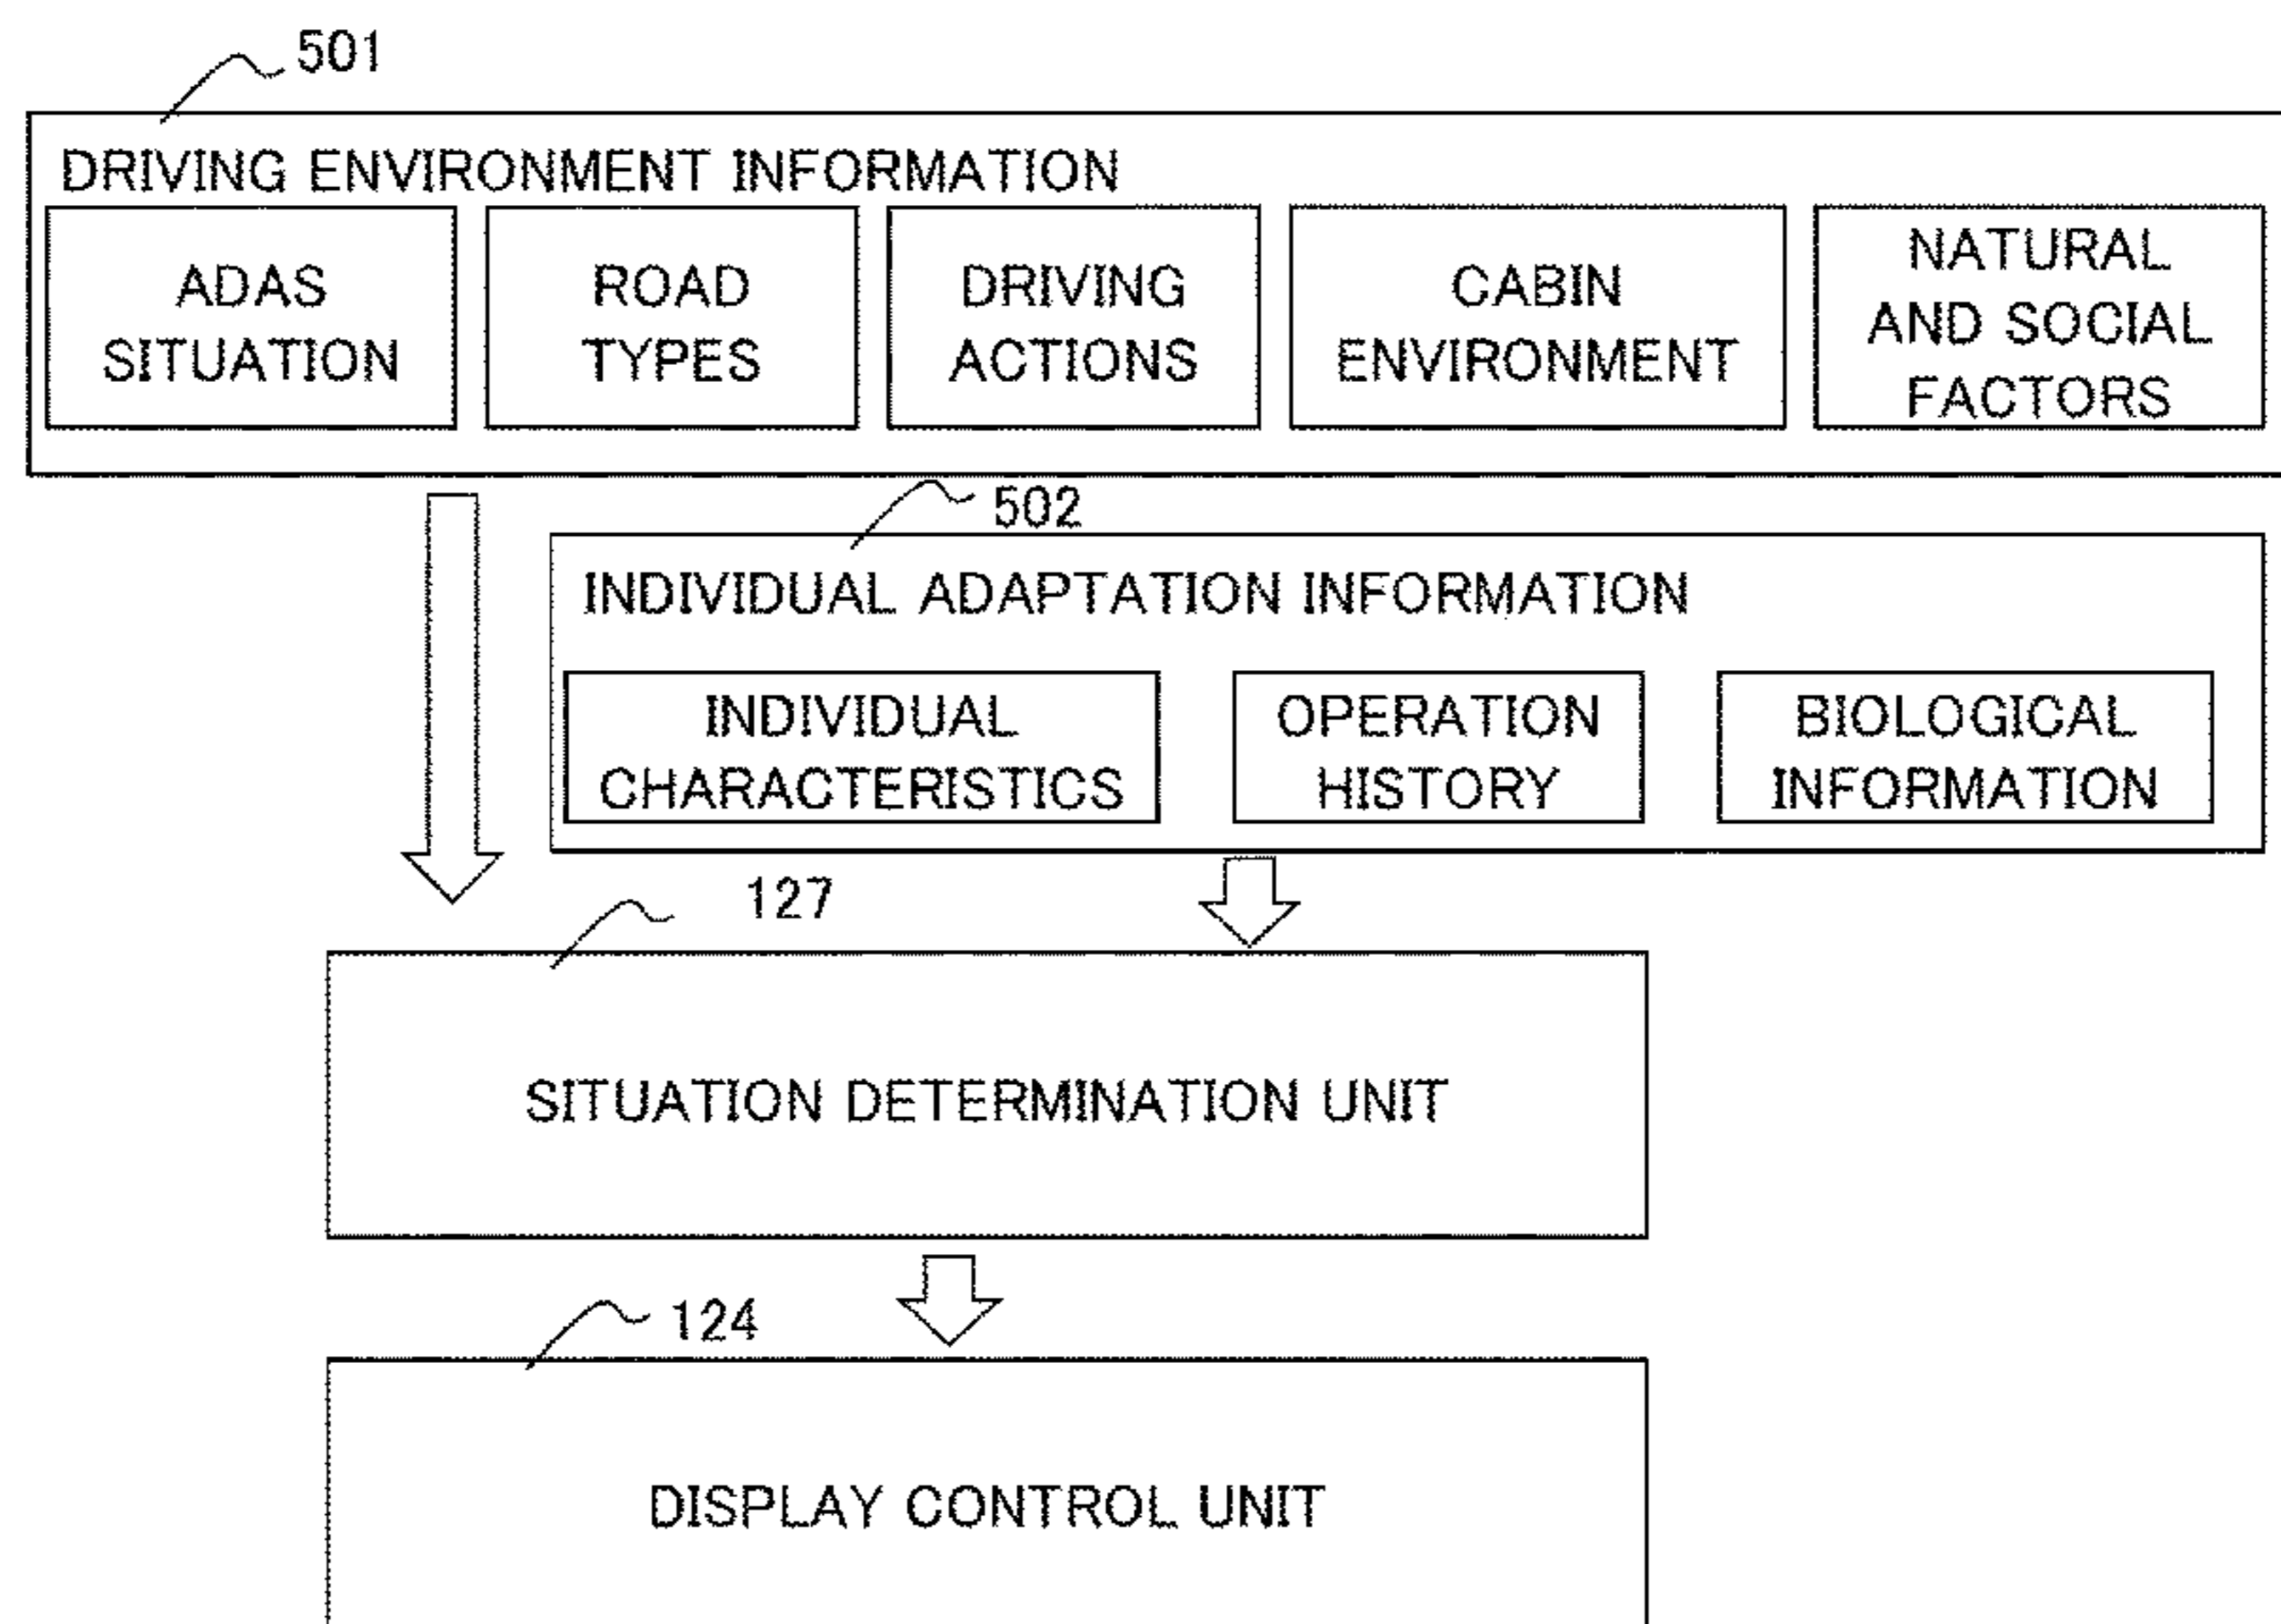 501
DRIVING ENVIRONMENT INFORMATION
ADAS
SITUATION
ROAD
TYPES
DRIVING
ACTIONS
CABIN
ENVIRONMENT
NATURAL
AND SOCIAL
FACTORS
502
INDIVIDUAL ADAPTATION INFORMATION
INDIVIDUAL
CHARACTERISTICS
OPERATION
HISTORY
BIOLOGICAL
INFORMATION
127
SITUATION DETERMINATION UNIT
124
DISPLAY CONTROL UNIT